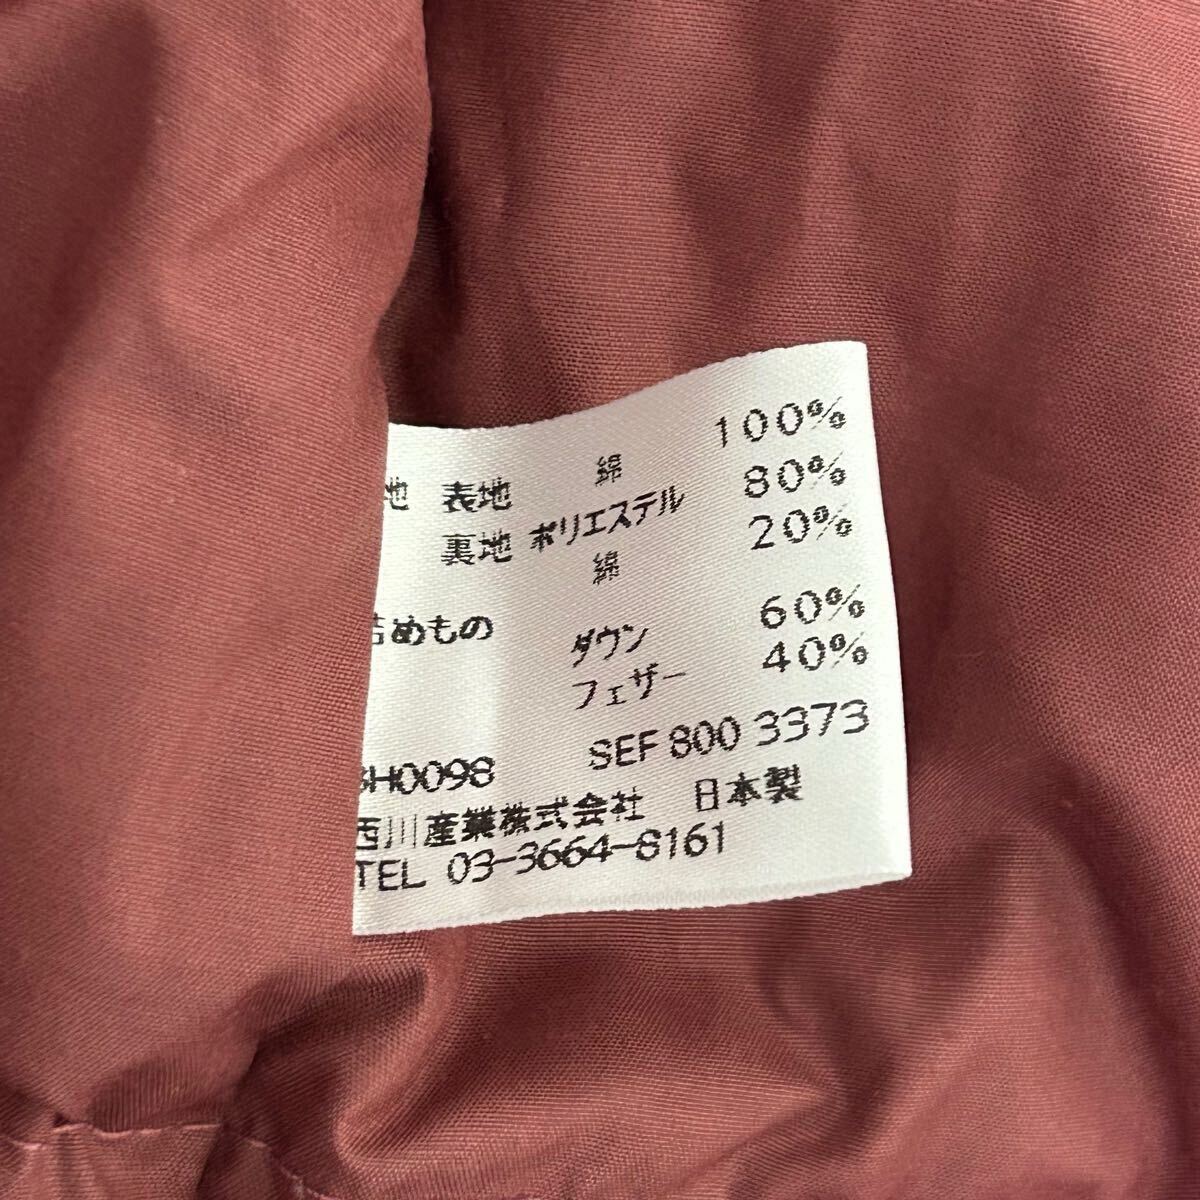 地 表地 綿 100%
裏地 ポリエステル 80%
綿 20%
詰めもの ダウン 60%
フェザー 40%
BH0098 SEF 800 3373
西川産業株式会社 日本製
TEL 03-3664-8161